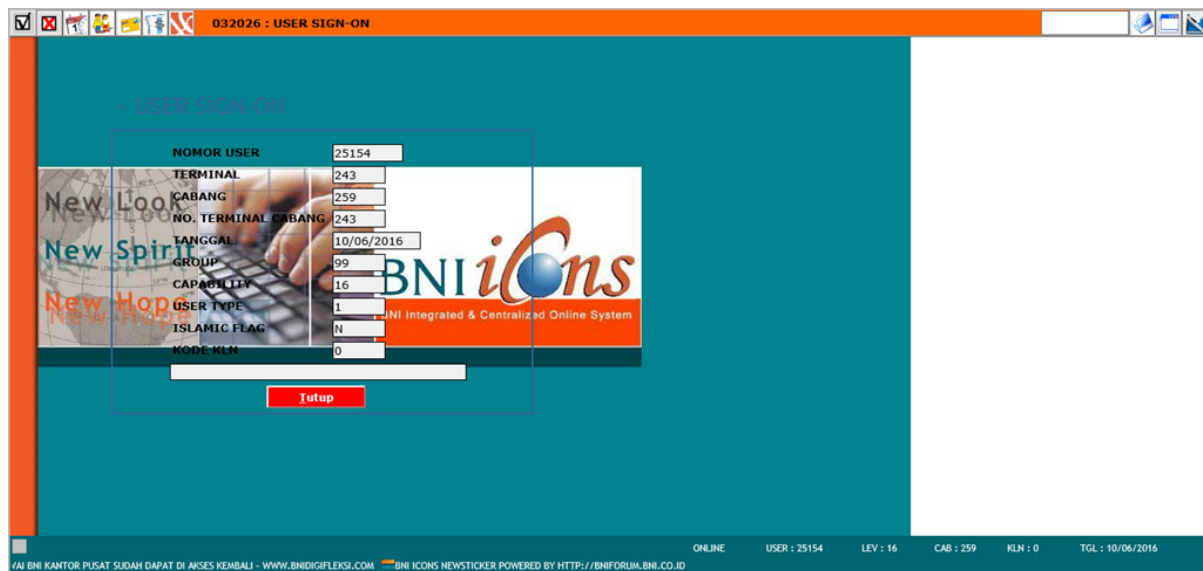 032026 : USER SIGN-ON
- USER SIGN-ON
NOMOR USER 25154
TERMINAL 243
CABANG 259
NO. TERMINAL CABANG 243
TANGGAL 10/06/2016
GROUP 99
CAPABILITY 16
USER TYPE 1
ISLAMIC FLAG N
KODE KLN 0
Tutup
New Look
New Spirit
New Hope
BNI icons
BNI Integrated & Centralized Online System
ONLINE USER : 25154 LEV : 16 CAB : 259 KLN : 0 TGL : 10/06/2016
BNI KANTOR PUSAT SUDAH DAPAT DI AKSES KEMBALI - WWW.BNIDIGIFLEKSI.COM BNI ICONS NEWSTICKER POWERED BY HTTP://BNIFORUM.BNI.CO.ID